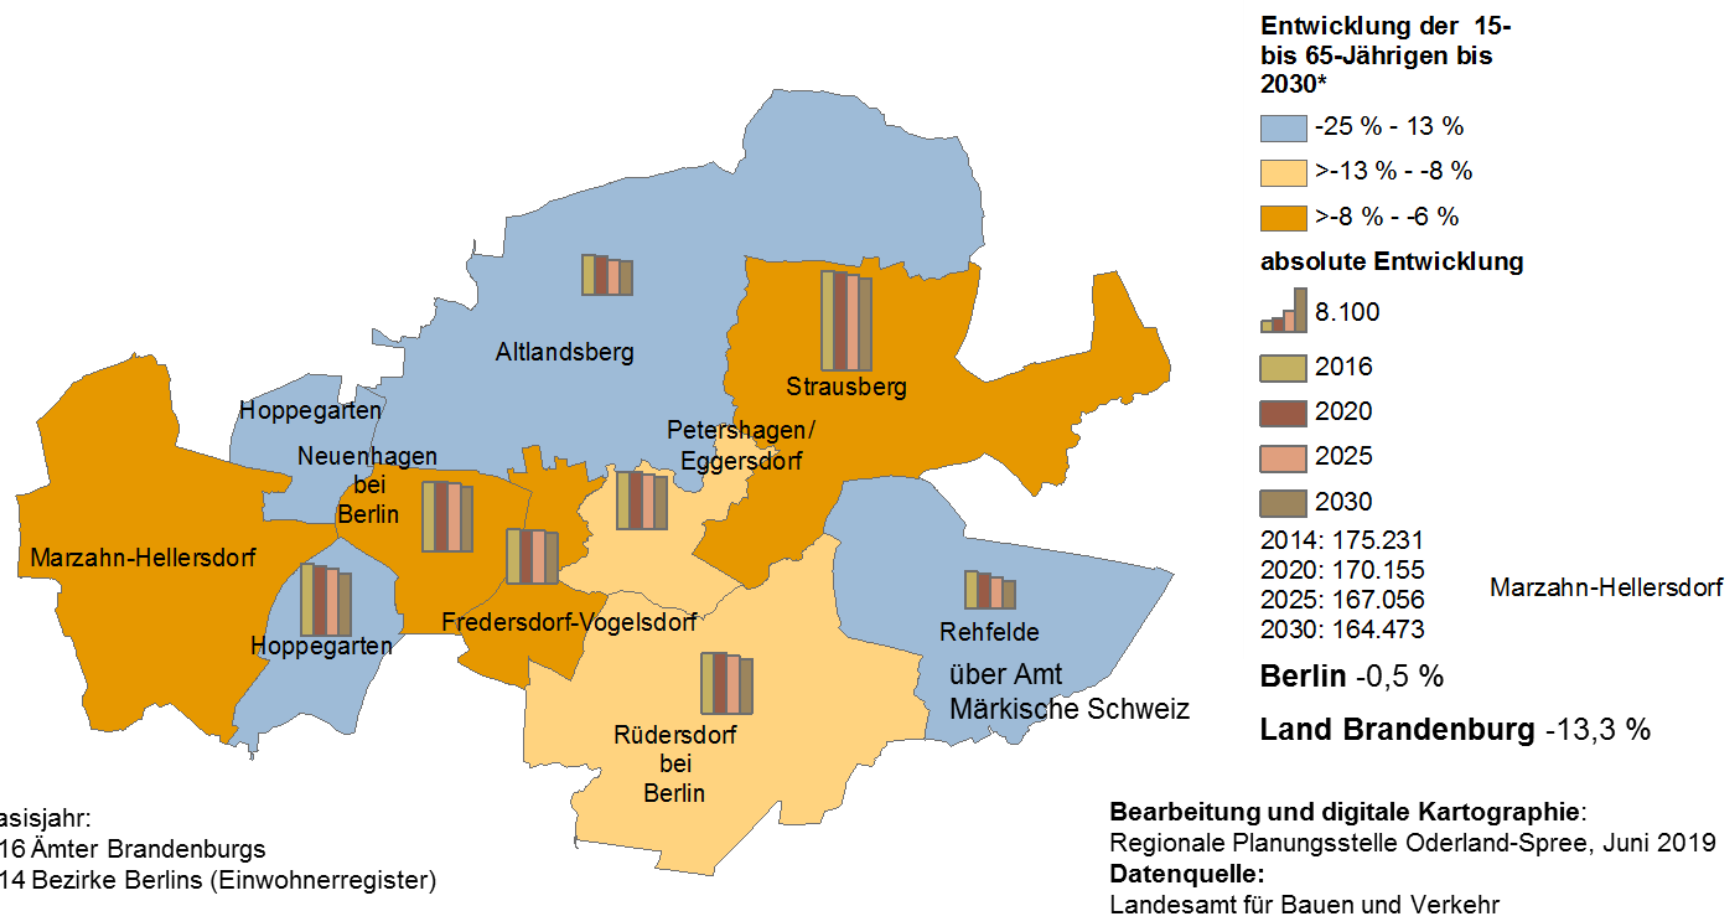 Entwicklung der 15-
bis 65-Jährigen bis
2030*
-25 % - 13 %
>-13 % - -8 %
>-8 % - -6 %
absolute Entwicklung
8.100
2016
2020
2025
2030
2014: 175.231
2020: 170.155
2025: 167.056
2030: 164.473
Marzahn-Hellersdorf
Berlin -0,5 %
Land Brandenburg -13,3 %
Altlandsberg
Strausberg
Hoppegarten
Petershagen/
Eggersdorf
Neuenhagen
bei
Berlin
Marzahn-Hellersdorf
Fredersdorf-Vogelsdorf
Hoppegarten
Rehfelde
über Amt
Märkische Schweiz
Rüdersdorf
bei
Berlin
asisjahr:
16 Ämter Brandenburgs
14 Bezirke Berlins (Einwohnerregister)
Bearbeitung und digitale Kartographie:
Regionale Planungsstelle Oderland-Spree, Juni 2019
Datenquelle:
Landesamt für Bauen und Verkehr